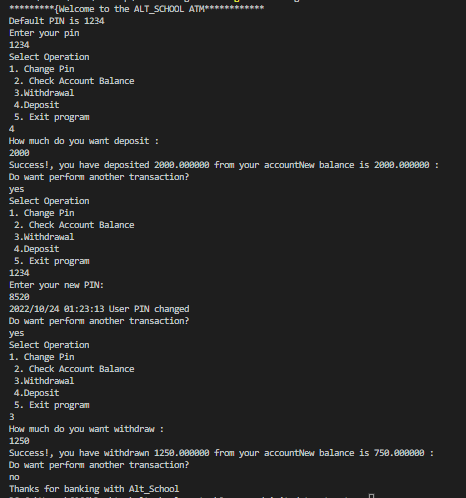 *********{Welcome to the ALT_SCHOOL ATM************
Default PIN is 1234
Enter your pin
1234
Select Operation
1. Change Pin
 2. Check Account Balance
 3.Withdrawal
 4.Deposit
 5. Exit program
4
How much do you want deposit :
2000
Success!, you have deposited 2000.000000 from your accountNew balance is 2000.000000 :
Do want perform another transaction?
yes
Select Operation
1. Change Pin
 2. Check Account Balance
 3.Withdrawal
 4.Deposit
 5. Exit program
1234
Enter your new PIN:
8520
2022/10/24 01:23:13 User PIN changed
Do want perform another transaction?
yes
Select Operation
1. Change Pin
 2. Check Account Balance
 3.Withdrawal
 4.Deposit
 5. Exit program
3
How much do you want withdraw :
1250
Success!, you have withdrawn 1250.000000 from your accountNew balance is 750.000000 :
Do want perform another transaction?
no
Thanks for banking with Alt_School